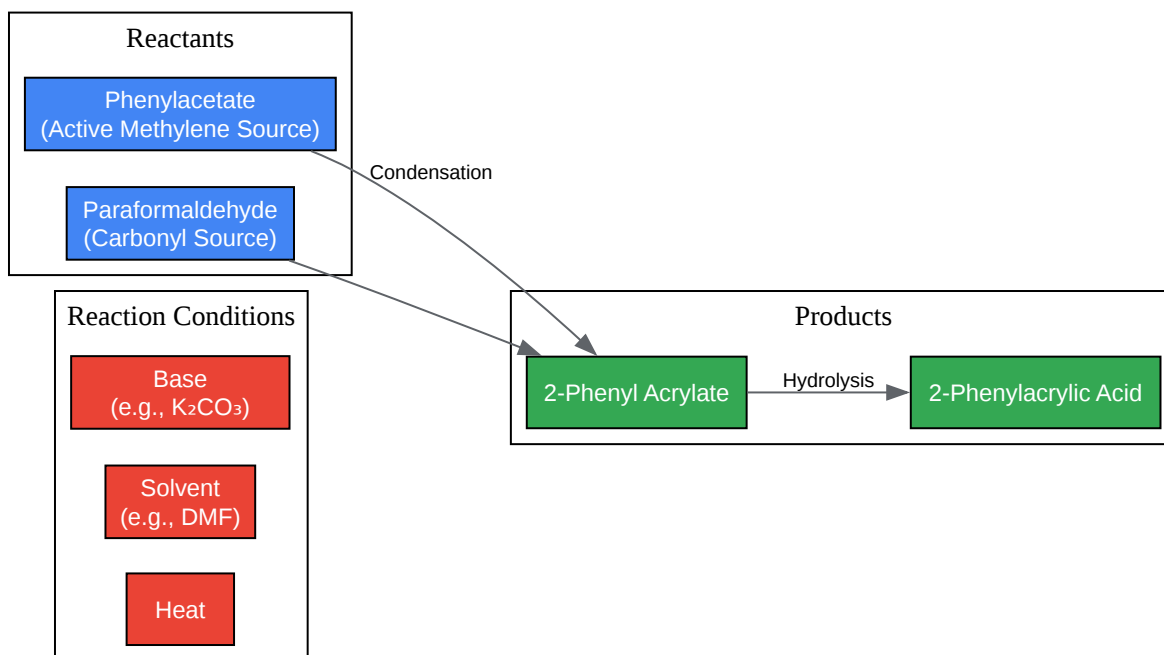 Reactants
Phenylacetate
(Active Methylene Source)
Condensation
Paraformaldehyde
(Carbonyl Source)
Reaction Conditions
Base
(e.g., K₂CO₃)
Solvent
(e.g., DMF)
Heat
Products
2-Phenyl Acrylate
Hydrolysis
2-Phenylacrylic Acid